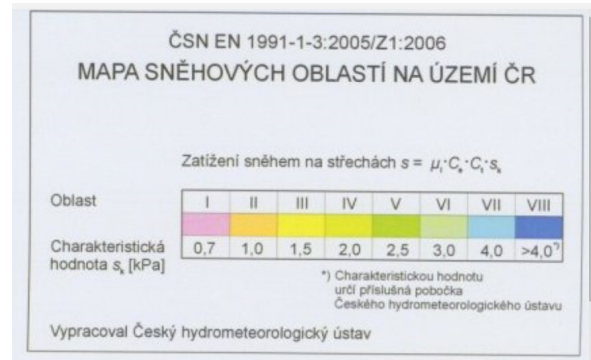 ČSN EN 1991-1-3:2005/Z1:2006
MAPA SNĚHOVÝCH OBLASTÍ NA ÚZEMÍ ČR
Zatížení sněhem na střechách s = μᵢ·Cₑ·Cₜ·sₖ
Oblast I II III IV V VI VII VIII
Charakteristická
hodnota sₖ [kPa] 0,7 1,0 1,5 2,0 2,5 3,0 4,0 >4,0*)
*) Charakteristickou hodnotu
určí příslušná pobočka
Českého hydrometeorologického ústavu
Vypracoval Český hydrometeorologický ústav